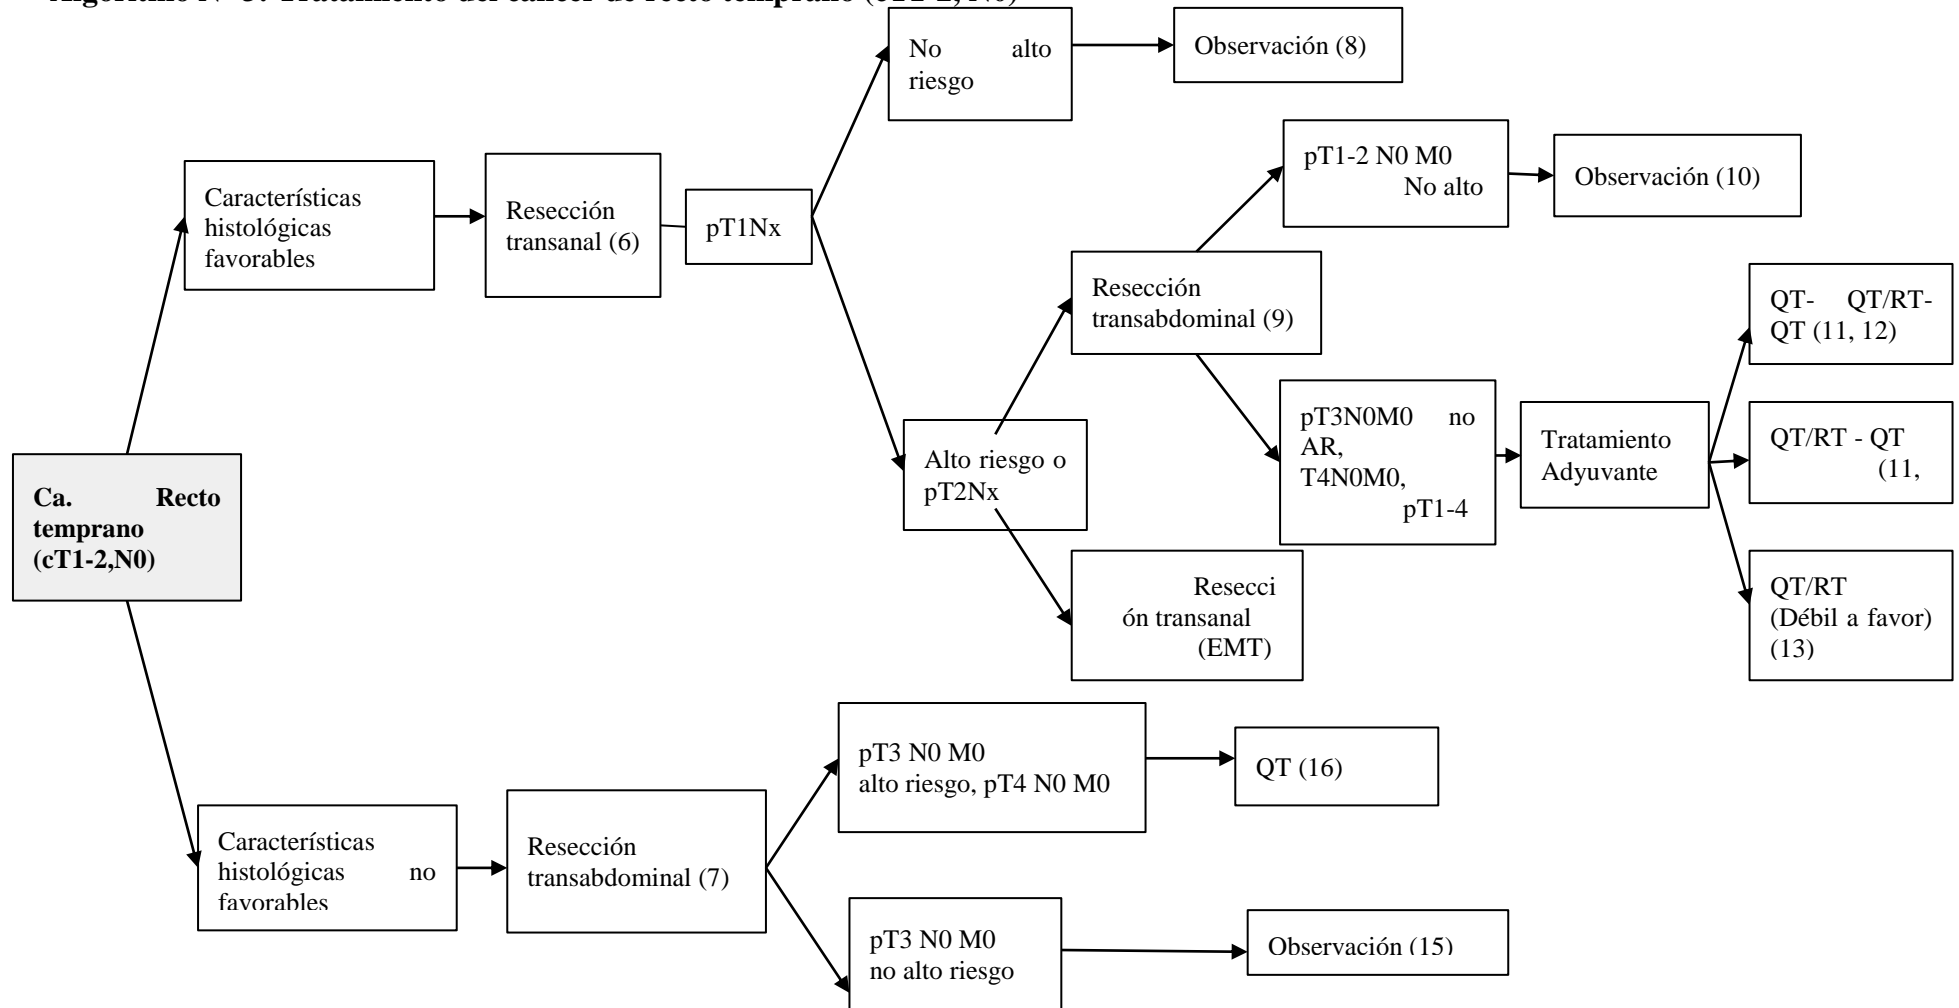 No alto
riesgo
Observación (8)
pT1-2 N0 M0
No alto
Observación (10)
Características
histológicas
favorables
Resección
transanal (6)
pT1Nx
Resección
transabdominal (9)
QT- QT/RT-
QT (11, 12)
pT3N0M0 no
AR,
T4N0M0,
pT1-4
Tratamiento
Adyuvante
QT/RT - QT
(11,
Alto riesgo o
pT2Nx
Ca. Recto
temprano
(cT1-2,N0)
Resecci
ón transanal
(EMT)
QT/RT
(Débil a favor)
(13)
pT3 N0 M0
alto riesgo, pT4 N0 M0
QT (16)
Características
histológicas no
favorables
Resección
transabdominal (7)
pT3 N0 M0
no alto riesgo
Observación (15)